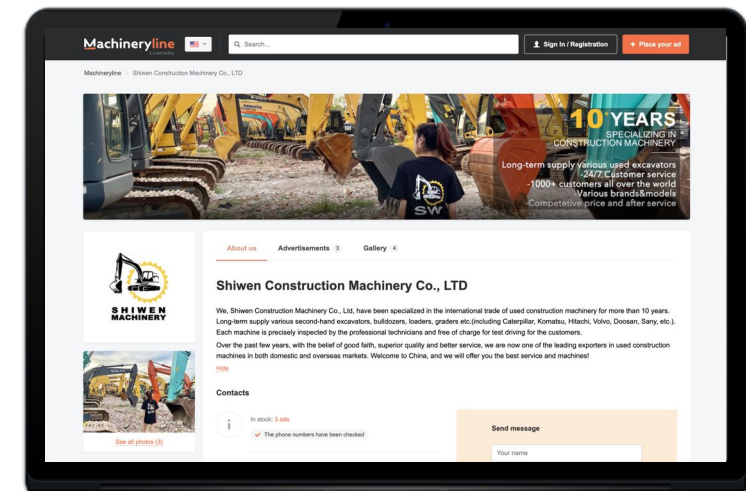 Machineryline
Linemedia
Search...
Sign in / Registration
+ Place your ad
Machineryline > Shiwen Construction Machinery Co., LTD
10+YEARS
SPECIALIZING IN
CONSTRUCTION MACHINERY
Long-term supply various used excavators
-24/7 Customer service
-1000+ customers all over the world
-Various brands&models
-Competetive price and after service
SW
SHIWEN
MACHINERY
See all photos (3)
About us Advertisements 3 Gallery 4
Shiwen Construction Machinery Co., LTD
We, Shiwen Construction Machinery Co., Ltd, have been specialized in the international trade of used construction machinery for more than 10 years.
Long-term supply various second-hand excavators, bulldozers, loaders, graders etc.(including Caterpillar, Komatsu, Hitachi, Volvo, Doosan, Sany, etc.).
Each machine is precisely inspected by the professional technicians and free of charge for test driving for the customers.
Over the past few years, with the belief of good faith, superior quality and better service, we are now one of the leading exporters in used construction
machines in both domestic and overseas markets. Welcome to China, and we will offer you the best service and machines!
Hide
Contacts
In stock: 3 ads
The phone numbers have been checked
Send message
Your name